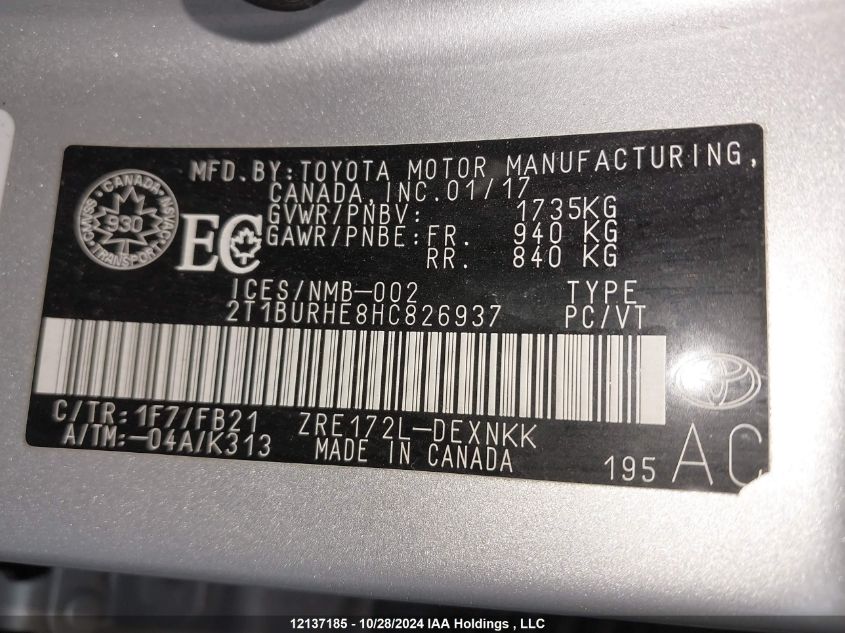 MFD.BY:TOYOTA MOTOR MANUFACTURING,
CANADA,INC.01/17
GVWR/PNBV: 1735KG
GAWR/PNBE:FR. 940 KG
RR. 840 KG
CANADA
930
TRANSPORT
EC
ICES/NMB-002 TYPE
2T1BURHE8HC826937 PC/VT
C/TR:1F7/FB21 ZRE172L-DEXNKK
A/TM:-04A/K313 MADE IN CANADA
195 AC
12137185 - 10/28/2024 IAA Holdings , LLC